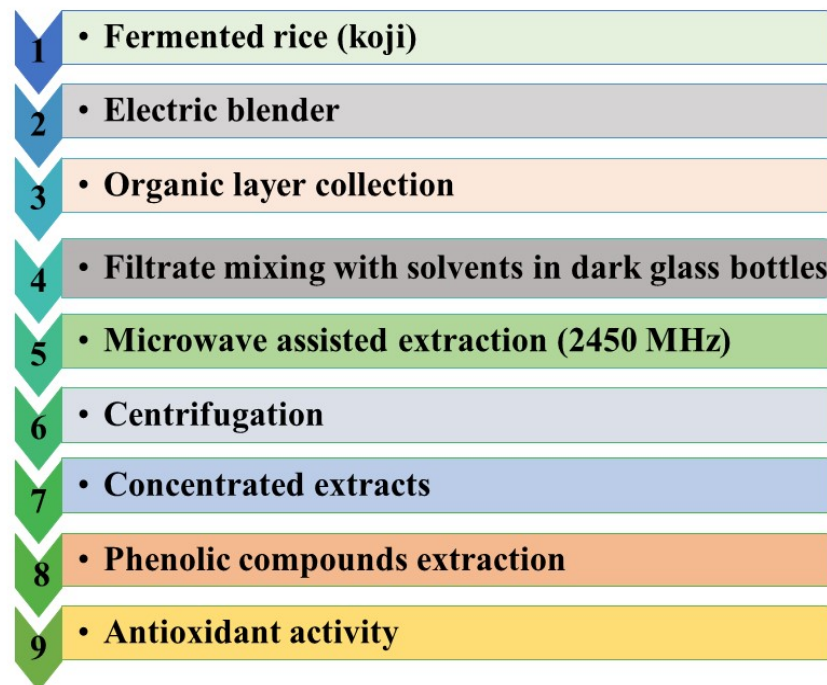 1 • Fermented rice (koji)
2 • Electric blender
3 • Organic layer collection
4 • Filtrate mixing with solvents in dark glass bottles
5 • Microwave assisted extraction (2450 MHz)
6 • Centrifugation
7 • Concentrated extracts
8 • Phenolic compounds extraction
9 • Antioxidant activity